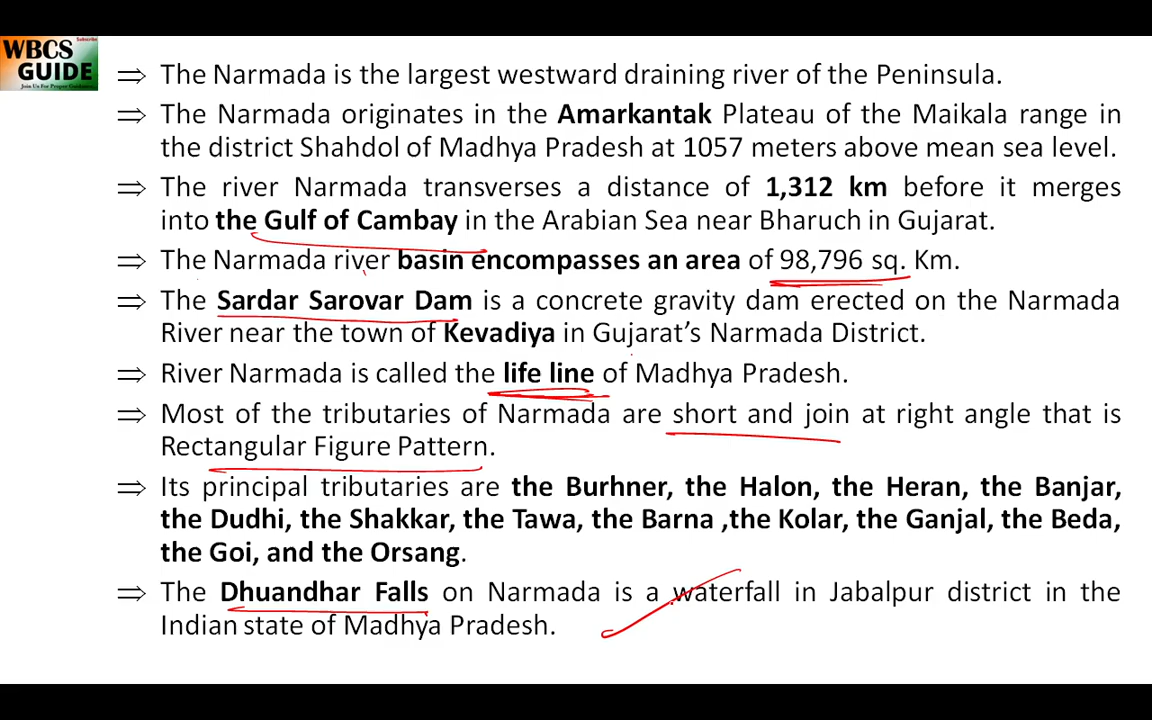 Subscribe
WBCS
GUIDE
Join Us For Proper Guidance
⇒ The Narmada is the largest westward draining river of the Peninsula.
⇒ The Narmada originates in the Amarkantak Plateau of the Maikala range in
the district Shahdol of Madhya Pradesh at 1057 meters above mean sea level.
⇒ The river Narmada transverses a distance of 1,312 km before it merges
into the Gulf of Cambay in the Arabian Sea near Bharuch in Gujarat.
⇒ The Narmada river basin encompasses an area of 98,796 sq. Km.
⇒ The Sardar Sarovar Dam is a concrete gravity dam erected on the Narmada
River near the town of Kevadiya in Gujarat's Narmada District.
⇒ River Narmada is called the life line of Madhya Pradesh.
⇒ Most of the tributaries of Narmada are short and join at right angle that is
Rectangular Figure Pattern.
⇒ Its principal tributaries are the Burhner, the Halon, the Heran, the Banjar,
the Dudhi, the Shakkar, the Tawa, the Barna ,the Kolar, the Ganjal, the Beda,
the Goi, and the Orsang.
⇒ The Dhuandhar Falls on Narmada is a waterfall in Jabalpur district in the
Indian state of Madhya Pradesh.